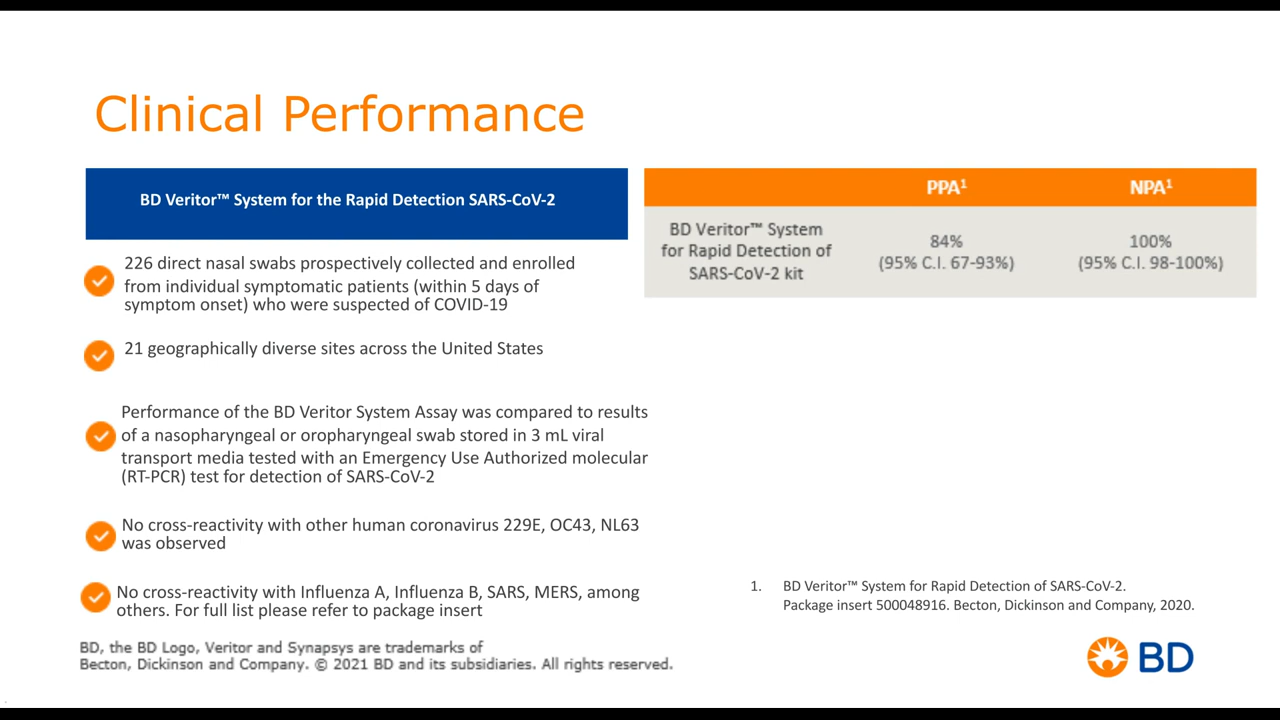 Clinical Performance
BD Veritor™ System for the Rapid Detection SARS-CoV-2
226 direct nasal swabs prospectively collected and enrolled
from individual symptomatic patients (within 5 days of
symptom onset) who were suspected of COVID-19
21 geographically diverse sites across the United States
Performance of the BD Veritor System Assay was compared to results
of a nasopharyngeal or oropharyngeal swab stored in 3 mL viral
transport media tested with an Emergency Use Authorized molecular
(RT-PCR) test for detection of SARS-CoV-2
No cross-reactivity with other human coronavirus 229E, OC43, NL63
was observed
No cross-reactivity with Influenza A, Influenza B, SARS, MERS, among
others. For full list please refer to package insert
PPA¹ NPA¹
BD Veritor™ System
for Rapid Detection of
SARS-CoV-2 kit
84%
(95% C.I. 67-93%)
100%
(95% C.I. 98-100%)
1. BD Veritor™ System for Rapid Detection of SARS-CoV-2.
Package insert 500048916. Becton, Dickinson and Company, 2020.
BD, the BD Logo, Veritor and Synapsys are trademarks of
Becton, Dickinson and Company. © 2021 BD and its subsidiaries. All rights reserved.
BD